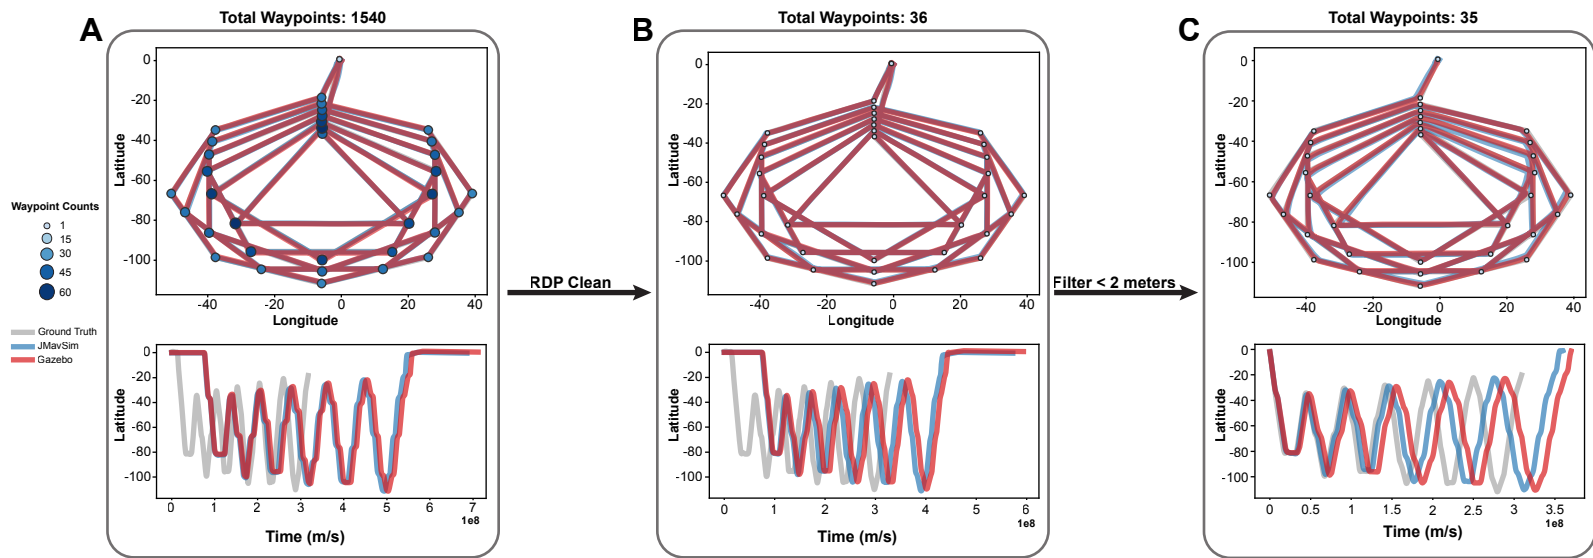 A
Total Waypoints: 1540
B
Total Waypoints: 36
C
Total Waypoints: 35
Waypoint Counts
1
15
30
45
60
Ground Truth
JMavSim
Gazebo
Latitude
0
-20
-40
-60
-80
-100
-40
-20
0
20
40
Longitude
Latitude
0
-20
-40
-60
-80
-100
0
1
2
3
4
5
6
7
1e8
Time (m/s)
RDP Clean
Latitude
0
-20
-40
-60
-80
-100
-40
-20
0
20
40
Longitude
Latitude
0
-20
-40
-60
-80
-100
0
1
2
3
4
5
6
1e8
Time (m/s)
Filter < 2 meters
Latitude
0
-20
-40
-60
-80
-100
-40
-20
0
20
40
Longitude
Latitude
0
-20
-40
-60
-80
-100
0
0.5
1
1.5
2
2.5
3
3.5
1e8
Time (m/s)